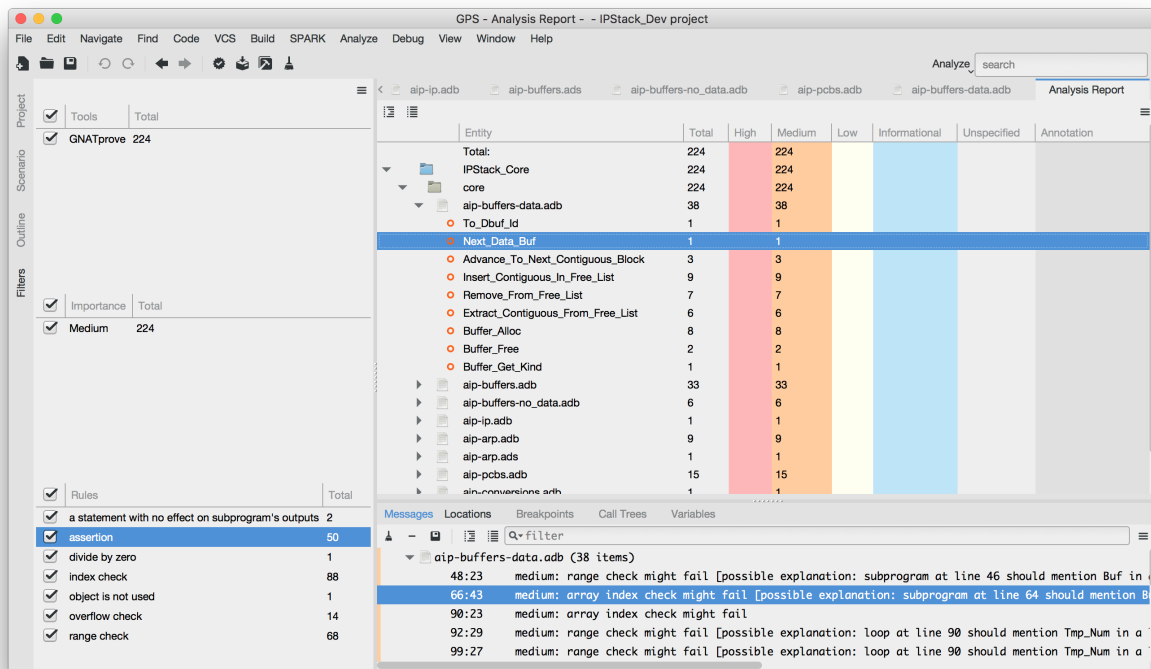 GPS - Analysis Report - - IPStack_Dev project
File Edit Navigate Find Code VCS Build SPARK Analyze Debug View Window Help
Analyze search
Project
Scenario
Outline
Filters
Tools Total
GNATprove 224
Importance Total
Medium 224
Rules Total
a statement with no effect on subprogram's outputs 2
assertion 50
divide by zero 1
index check 88
object is not used 1
overflow check 14
range check 68
aip-ip.adb aip-buffers.ads aip-buffers-no_data.adb aip-pcbs.adb aip-buffers-data.adb Analysis Report
Entity Total High Medium Low Informational Unspecified Annotation
Total: 224 224
IPStack_Core 224 224
core 224 224
aip-buffers-data.adb 38 38
To_Dbuf_Id 1 1
Next_Data_Buf 1 1
Advance_To_Next_Contiguous_Block 3 3
Insert_Contiguous_In_Free_List 9 9
Remove_From_Free_List 7 7
Extract_Contiguous_From_Free_List 6 6
Buffer_Alloc 8 8
Buffer_Free 2 2
Buffer_Get_Kind 1 1
aip-buffers.adb 33 33
aip-buffers-no_data.adb 6 6
aip-ip.adb 1 1
aip-arp.adb 9 9
aip-arp.ads 1 1
aip-pcbs.adb 15 15
aip-conversions.adb 1 1
Messages Locations Breakpoints Call Trees Variables
filter
aip-buffers-data.adb (38 items)
48:23 medium: range check might fail [possible explanation: subprogram at line 46 should mention Buf in
66:43 medium: array index check might fail [possible explanation: subprogram at line 64 should mention
90:23 medium: array index check might fail
92:29 medium: range check might fail [possible explanation: loop at line 90 should mention Tmp_Num in a
99:27 medium: range check might fail [possible explanation: loop at line 90 should mention Tmp_Num in a